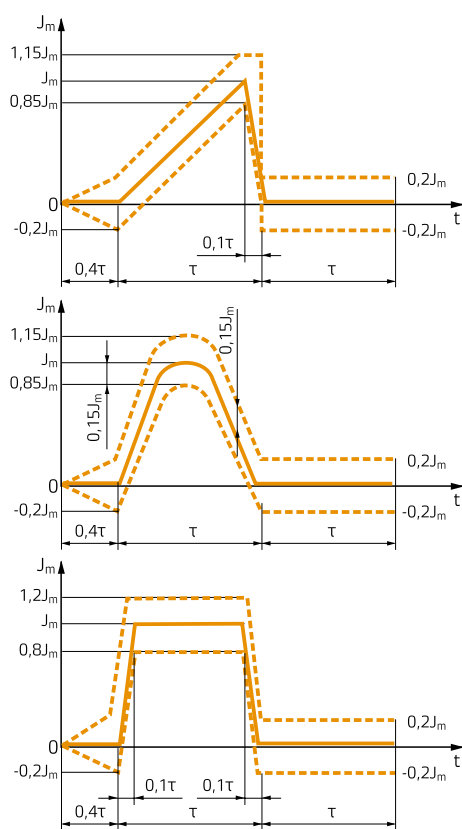 Jm
1,15Jm
Jm
0,85Jm
0,2Jm
0
-0,2Jm
-0,2Jm
t
0,1τ
0,4τ τ τ
Jm
1,15Jm
0,15Jm
Jm
0,85Jm
0,15Jm
0,2Jm
0
t
-0,2Jm
-0,2Jm
0,4τ τ τ
Jm
1,2Jm
Jm
0,8Jm
0,2Jm
0
t
-0,2Jm
-0,2Jm
0,1τ 0,1τ
0,4τ τ τ